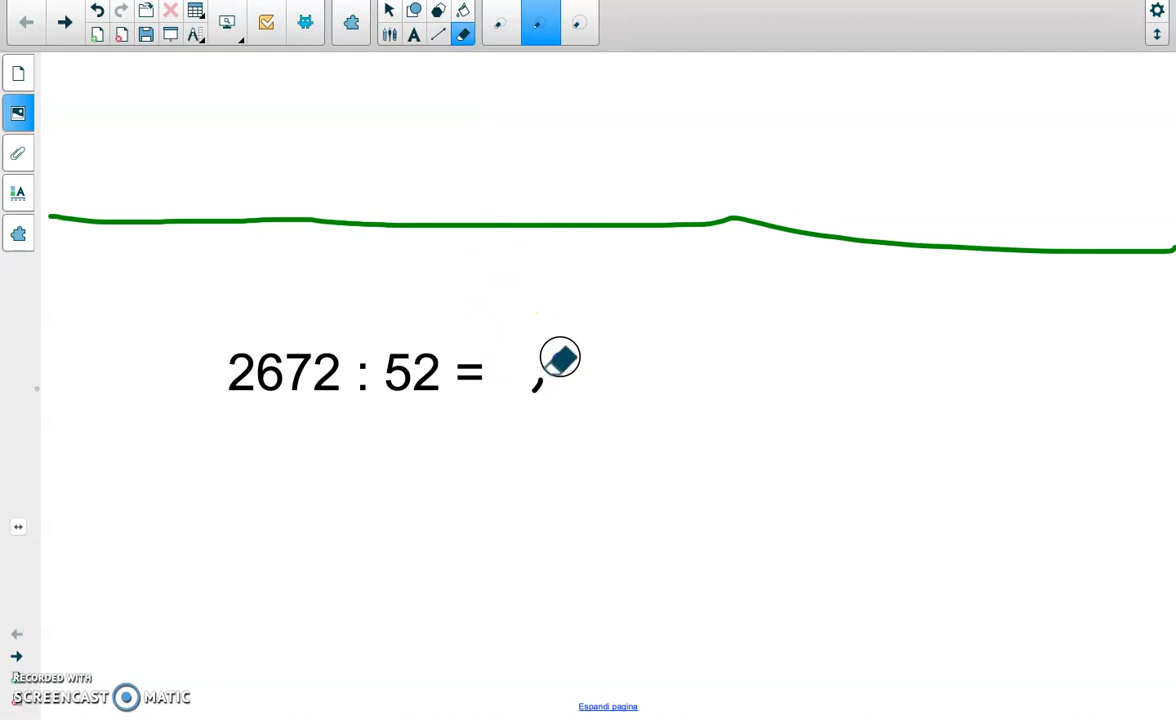 2672 : 52 = ,
RECORDED WITH
SCREENCAST MATIC
Espandi pagina